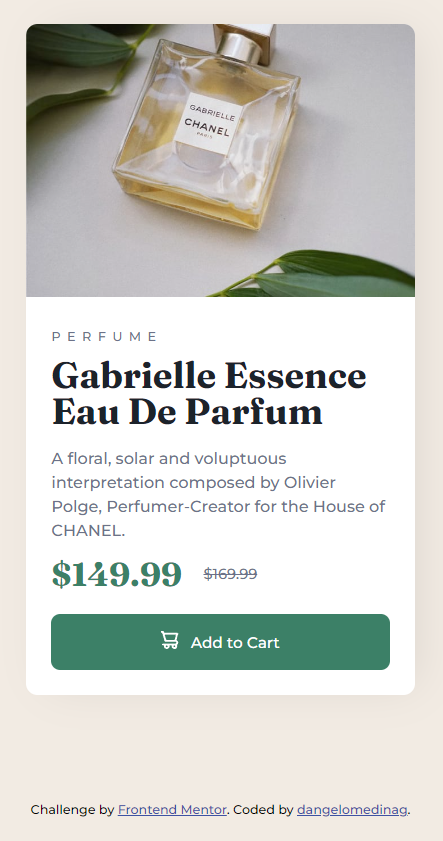 GABRIELLE
CHANEL
PARIS
PERFUME
Gabrielle Essence
Eau De Parfum
A floral, solar and voluptuous
interpretation composed by Olivier
Polge, Perfumer-Creator for the House of
CHANEL.
$149.99 $169.99
Add to Cart
Challenge by Frontend Mentor. Coded by dangelomedinag.